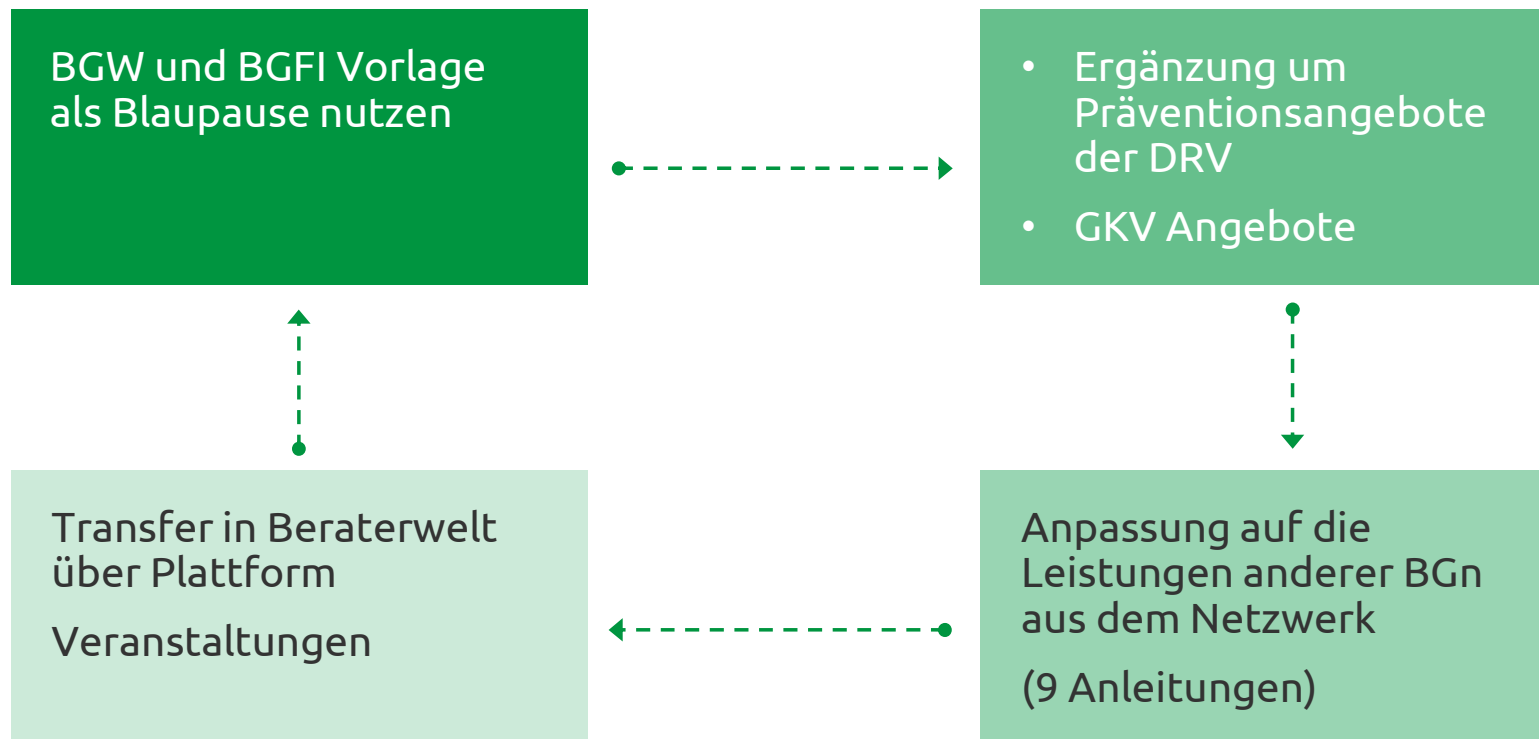 BGW und BGFI Vorlage
als Blaupause nutzen
• Ergänzung um
Präventionsangebote
der DRV
• GKV Angebote
Transfer in Beraterwelt
über Plattform
Veranstaltungen
Anpassung auf die
Leistungen anderer BGn
aus dem Netzwerk
(9 Anleitungen)